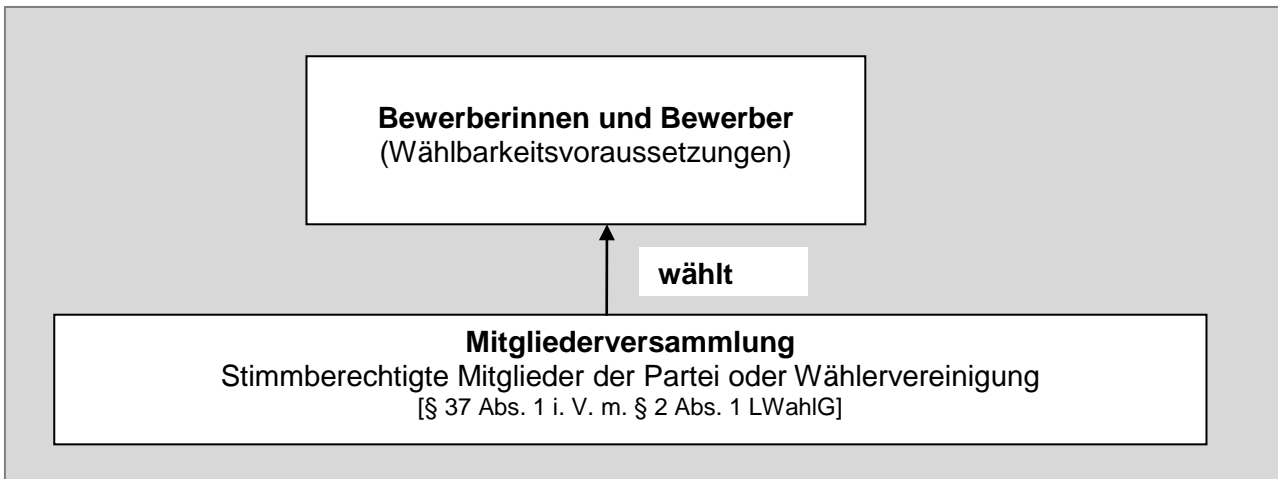 Bewerberinnen und Bewerber
(Wählbarkeitsvoraussetzungen)
wählt
Mitgliederversammlung
Stimmberechtigte Mitglieder der Partei oder Wählervereinigung
[§ 37 Abs. 1 i. V. m. § 2 Abs. 1 LWahlG]